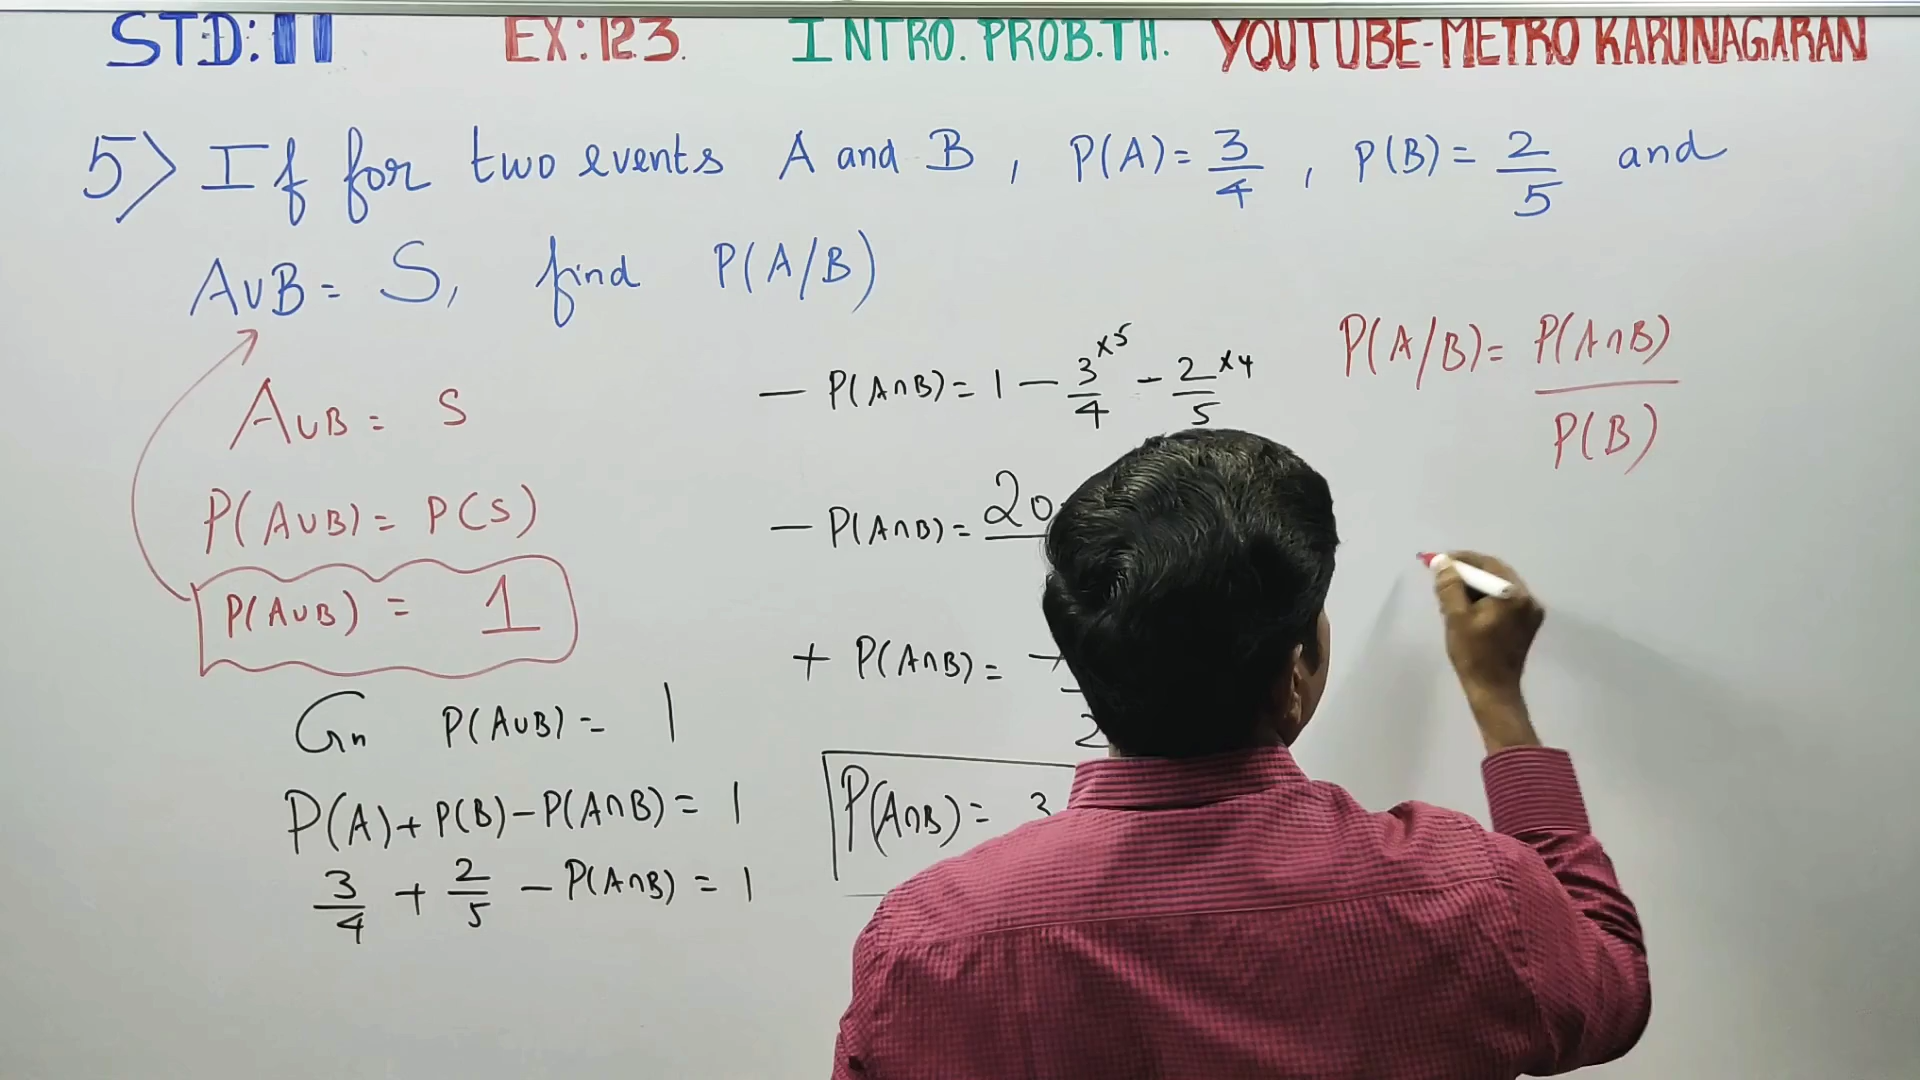 STD: 11 EX: 12.3. INTRO. PROB. TH. YOUTUBE-METRO KARUNAGARAN
5) If for two events A and B, P(A) = 3/4, P(B) = 2/5 and
A∪B = S, find P(A/B)
A∪B = S
P(A∪B) = P(S)
P(A∪B) = 1
Gn P(A∪B) = 1
P(A) + P(B) - P(A∩B) = 1
3/4 + 2/5 - P(A∩B) = 1
- P(A∩B) = 1 - 3/4 ×5 - 2/5 ×4
- P(A∩B) = 20
+ P(A∩B) =
P(A∩B) = 3
P(A/B) = P(A∩B)/P(B)